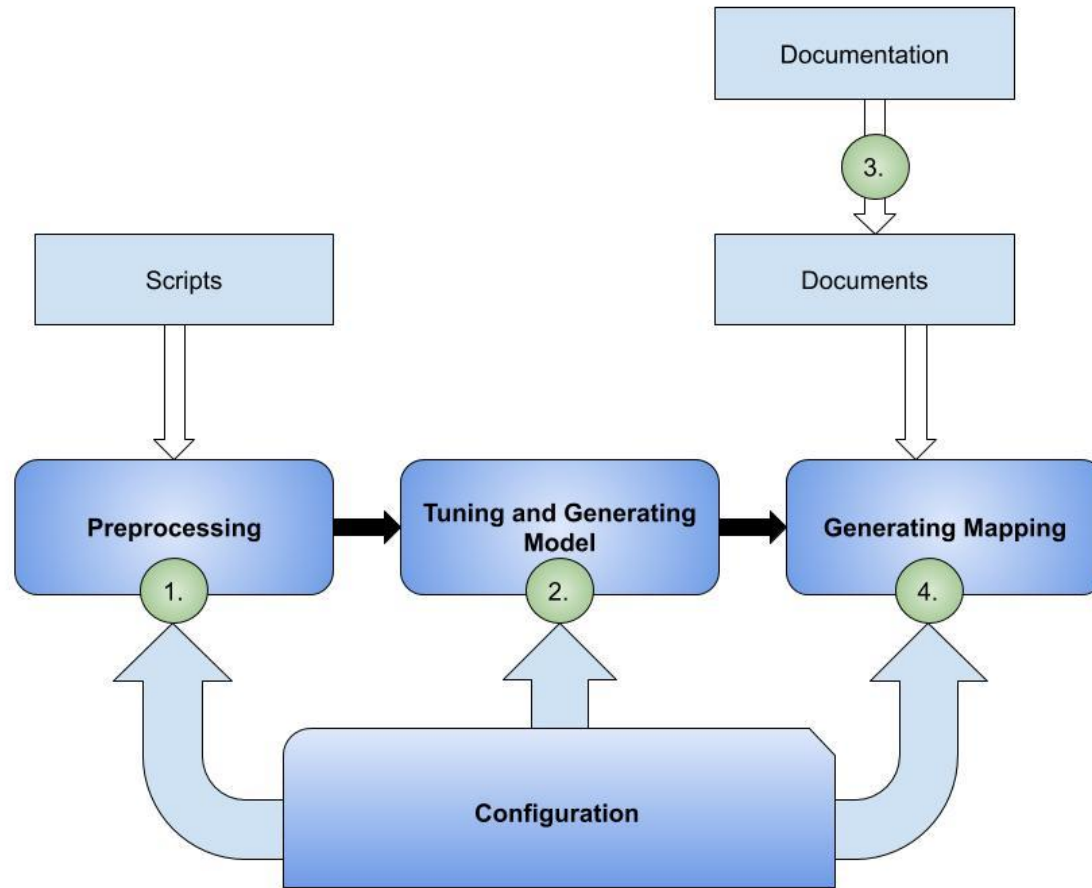 Documentation
3.
Scripts
Documents
Preprocessing
Tuning and Generating
Model
Generating Mapping
1.
2.
4.
Configuration